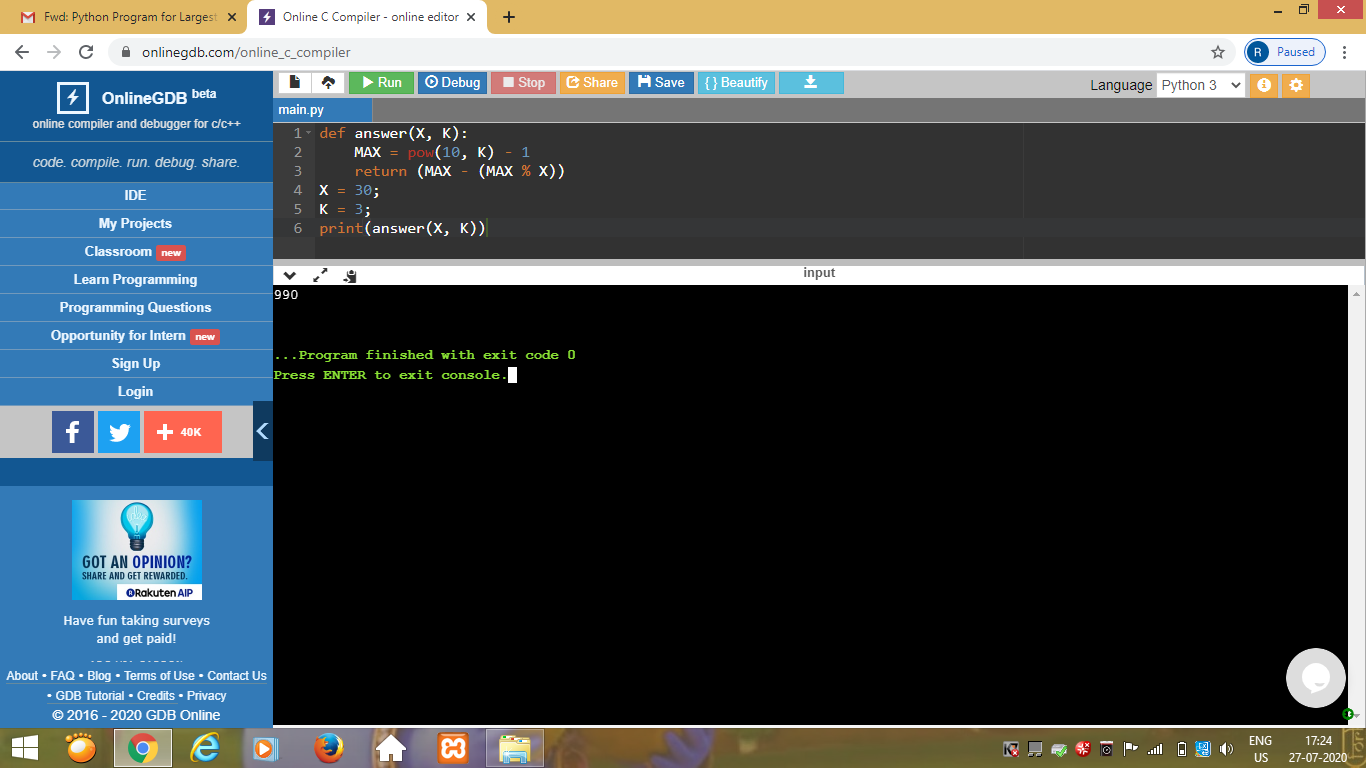 Fwd: Python Program for Largest
Online C Compiler - online editor
onlinegdb.com/online_c_compiler
R Paused
OnlineGDB beta
online compiler and debugger for c/c++
code. compile. run. debug. share.
IDE
My Projects
Classroom new
Learn Programming
Programming Questions
Opportunity for Intern new
Sign Up
Login
f + 40K
GOT AN OPINION?
SHARE AND GET REWARDED.
Rakuten AIP
Have fun taking surveys
and get paid!
About • FAQ • Blog • Terms of Use • Contact Us
• GDB Tutorial • Credits • Privacy
© 2016 - 2020 GDB Online
Run Debug Stop Share Save { } Beautify
Language Python 3
main.py
1 def answer(X, K):
2     MAX = pow(10, K) - 1
3     return (MAX - (MAX % X))
4 X = 30;
5 K = 3;
6 print(answer(X, K))
input
990
...Program finished with exit code 0
Press ENTER to exit console.
ENG
US
17:24
27-07-2020